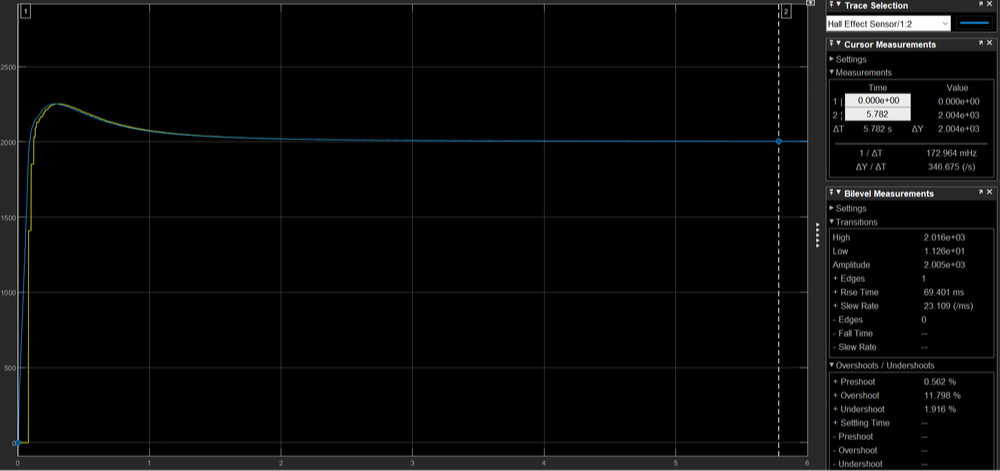 1
2
2500
2000
1500
1000
500
0
0 1 2 3 4 5 6
Trace Selection
Hall Effect Sensor/1:2
Cursor Measurements
Settings
Measurements
Time Value
1 0.000e+00 0.000e+00
2 5.782 2.004e+03
ΔT 5.782 s ΔY 2.004e+03
1 / ΔT 172.964 mHz
ΔY / ΔT 346.675 (/s)
Bilevel Measurements
Settings
Transitions
High 2.016e+03
Low 1.126e+01
Amplitude 2.005e+03
+ Edges 1
+ Rise Time 69.401 ms
+ Slew Rate 23.109 (/ms)
- Edges 0
- Fall Time --
- Slew Rate --
Overshoots / Undershoots
+ Preshoot 0.562 %
+ Overshoot 11.798 %
+ Undershoot 1.916 %
+ Settling Time --
- Preshoot --
- Overshoot --
- Undershoot --